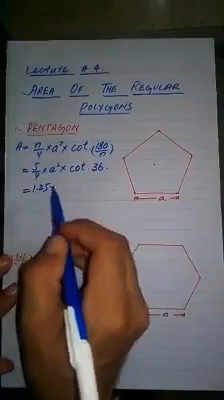 Lecture # 4.
AREA OF THE REGULAR
POLYGONS
1:- PENTAGON
A = n/4 × a² × cot (180/n)
= 5/4 × a² × cot 36.
= 1.25 ×
a
a